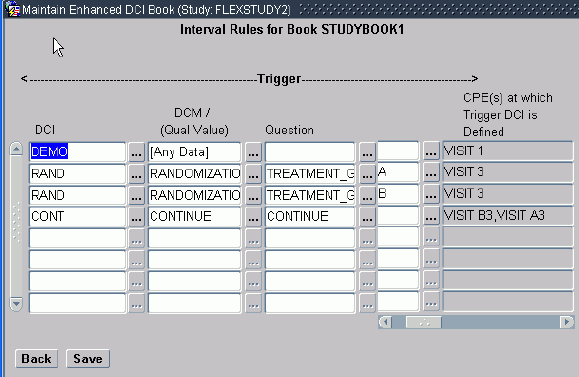 Maintain Enhanced DCI Book (Study: FLEXSTUDY2)
Interval Rules for Book STUDYBOOK1
<------------------------------Trigger------------------------------>
CPE(s) at which
Trigger DCI is
Defined
DCM /
(Qual Value)
DCI Question
DEMO ... [Any Data] ... ... ... VISIT 1
RAND ... RANDOMIZATIO ... TREATMENT_G ... A ... VISIT 3
RAND ... RANDOMIZATIO ... TREATMENT_G ... B ... VISIT 3
CONT ... CONTINUE ... CONTINUE ... ... VISIT B3,VISIT A3
... ... ... ...
... ... ... ...
... ... ... ...
... ... ... ...
Back Save